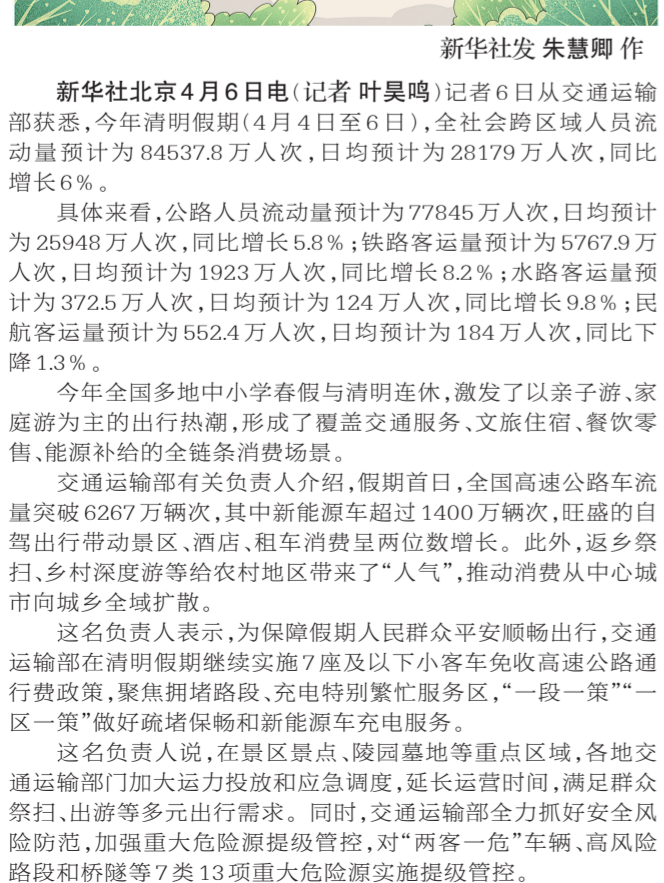 新华社发 朱慧卿 作
新华社北京4月6日电(记者 叶昊鸣)记者6日从交通运输
部获悉,今年清明假期(4月4日至6日),全社会跨区域人员流
动量预计为84537.8万人次,日均预计为28179万人次,同比
增长6%。
具体来看,公路人员流动量预计为77845万人次,日均预计
为25948万人次,同比增长5.8%;铁路客运量预计为5767.9万
人次,日均预计为1923万人次,同比增长8.2%;水路客运量预
计为372.5万人次,日均预计为124万人次,同比增长9.8%;民
航客运量预计为552.4万人次,日均预计为184万人次,同比下
降1.3%。
今年全国多地中小学春假与清明连休,激发了以亲子游、家
庭游为主的出行热潮,形成了覆盖交通服务、文旅住宿、餐饮零
售、能源补给的全链条消费场景。
交通运输部有关负责人介绍,假期首日,全国高速公路车流
量突破6267万辆次,其中新能源车超过1400万辆次,旺盛的自
驾出行带动景区、酒店、租车消费呈两位数增长。此外,返乡祭
扫、乡村深度游等给农村地区带来了“人气”,推动消费从中心城
市向城乡全域扩散。
这名负责人表示,为保障假期人民群众平安顺畅出行,交通
运输部在清明假期继续实施7座及以下小客车免收高速公路通
行费政策,聚焦拥堵路段、充电特别繁忙服务区,“一段一策”“一
区一策”做好疏堵保畅和新能源车充电服务。
这名负责人说,在景区景点、陵园墓地等重点区域,各地交
通运输部门加大运力投放和应急调度,延长运营时间,满足群众
祭扫、出游等多元出行需求。同时,交通运输部全力抓好安全风
险防范,加强重大危险源提级管控,对“两客一危”车辆、高风险
路段和桥隧等7类13项重大危险源实施提级管控。